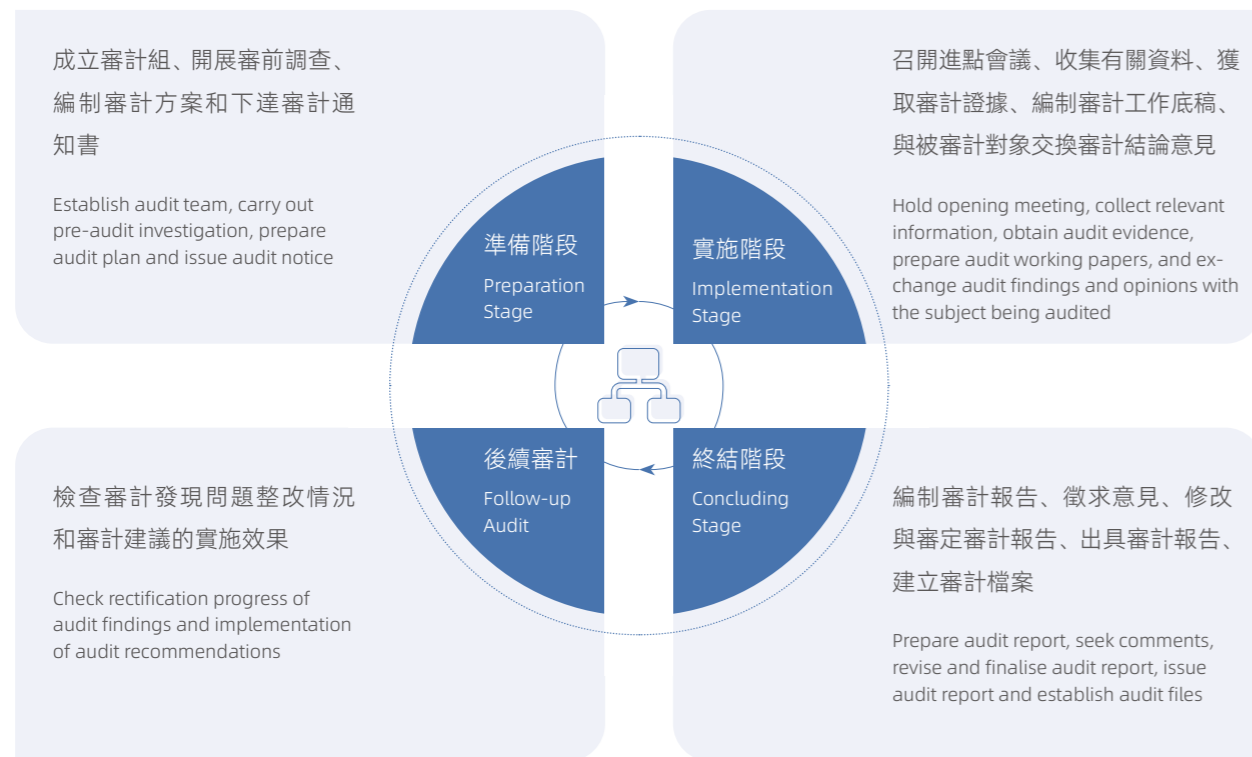 成立審計組、開展審前調查、
編制審計方案和下達審計通
知書
Establish audit team, carry out
pre-audit investigation, prepare
audit plan and issue audit notice
準備階段
Preparation
Stage
召開進點會議、收集有關資料、獲
取審計證據、編制審計工作底稿、
與被審計對象交換審計結論意見
Hold opening meeting, collect relevant
information, obtain audit evidence,
prepare audit working papers, and ex-
change audit findings and opinions with
the subject being audited
實施階段
Implementation
Stage
檢查審計發現問題整改情況
和審計建議的實施效果
Check rectification progress of
audit findings and implementation
of audit recommendations
後續審計
Follow-up
Audit
終結階段
Concluding
Stage
編制審計報告、徵求意見、修改
與審定審計報告、出具審計報告、
建立審計檔案
Prepare audit report, seek comments,
revise and finalise audit report, issue
audit report and establish audit files